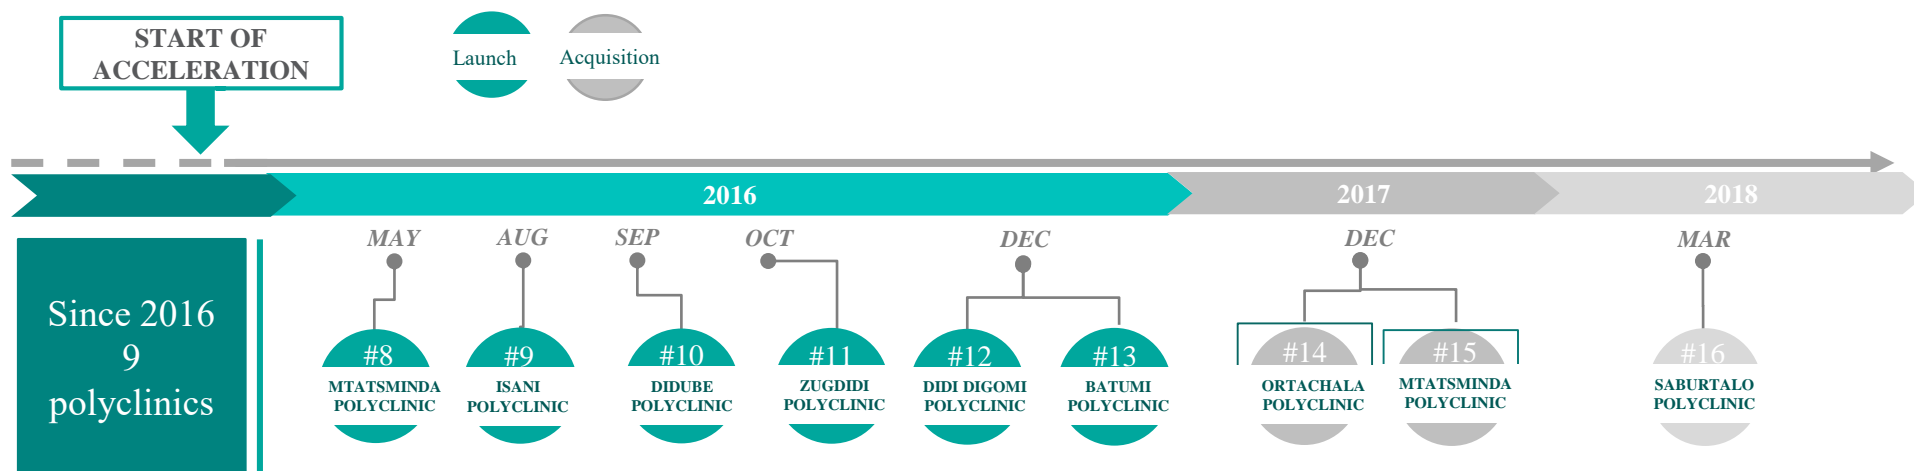 START OF
ACCELERATION
Launch
Acquisition
2016
2017
2018
MAY
AUG
SEP
OCT
DEC
DEC
MAR
Since 2016
9
polyclinics
#8
MTATSMINDA
POLYCLINIC
#9
ISANI
POLYCLINIC
#10
DIDUBE
POLYCLINIC
#11
ZUGDIDI
POLYCLINIC
#12
DIDI DIGOMI
POLYCLINIC
#13
BATUMI
POLYCLINIC
#14
ORTACHALA
POLYCLINIC
#15
MTATSMINDA
POLYCLINIC
#16
SABURTALO
POLYCLINIC